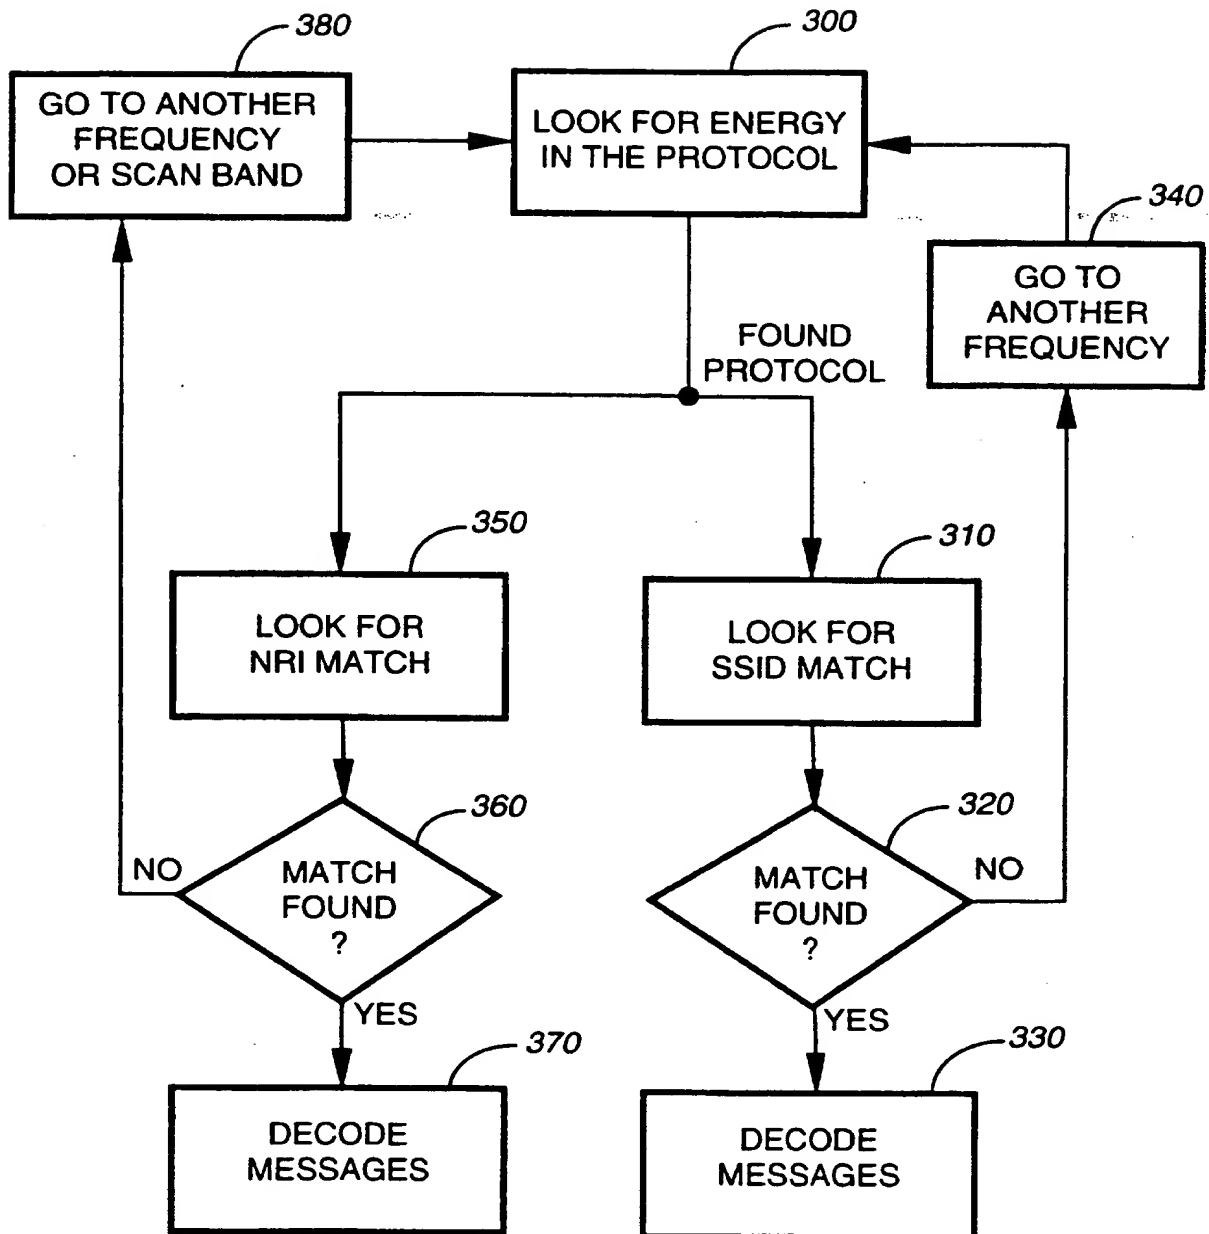 380
GO TO ANOTHER
FREQUENCY
OR SCAN BAND
300
LOOK FOR ENERGY
IN THE PROTOCOL
340
GO TO
ANOTHER
FREQUENCY
FOUND
PROTOCOL
350
LOOK FOR
NRI MATCH
310
LOOK FOR
SSID MATCH
360
MATCH
FOUND
?
NO
YES
320
MATCH
FOUND
?
NO
YES
370
DECODE
MESSAGES
330
DECODE
MESSAGES